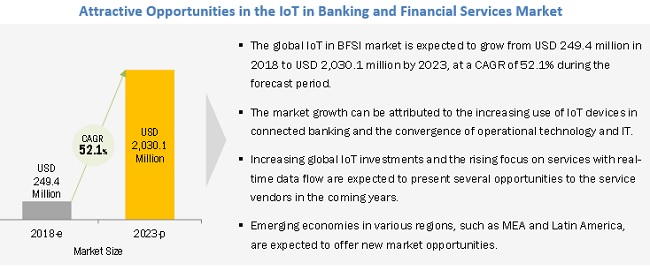 Attractive Opportunities in the IoT in Banking and Financial Services Market
USD
249.4
Million
CAGR
52.1%
USD
2,030.1
Million
2018-e
2023-p
Market Size
▪ The global IoT in BFSI market is expected to grow from USD 249.4 million in
2018 to USD 2,030.1 million by 2023, at a CAGR of 52.1% during the
forecast period.
▪ The market growth can be attributed to the increasing use of IoT devices in
connected banking and the convergence of operational technology and IT.
▪ Increasing global IoT investments and the rising focus on services with real-
time data flow are expected to present several opportunities to the service
vendors in the coming years.
▪ Emerging economies in various regions, such as MEA and Latin America,
are expected to offer new market opportunities.